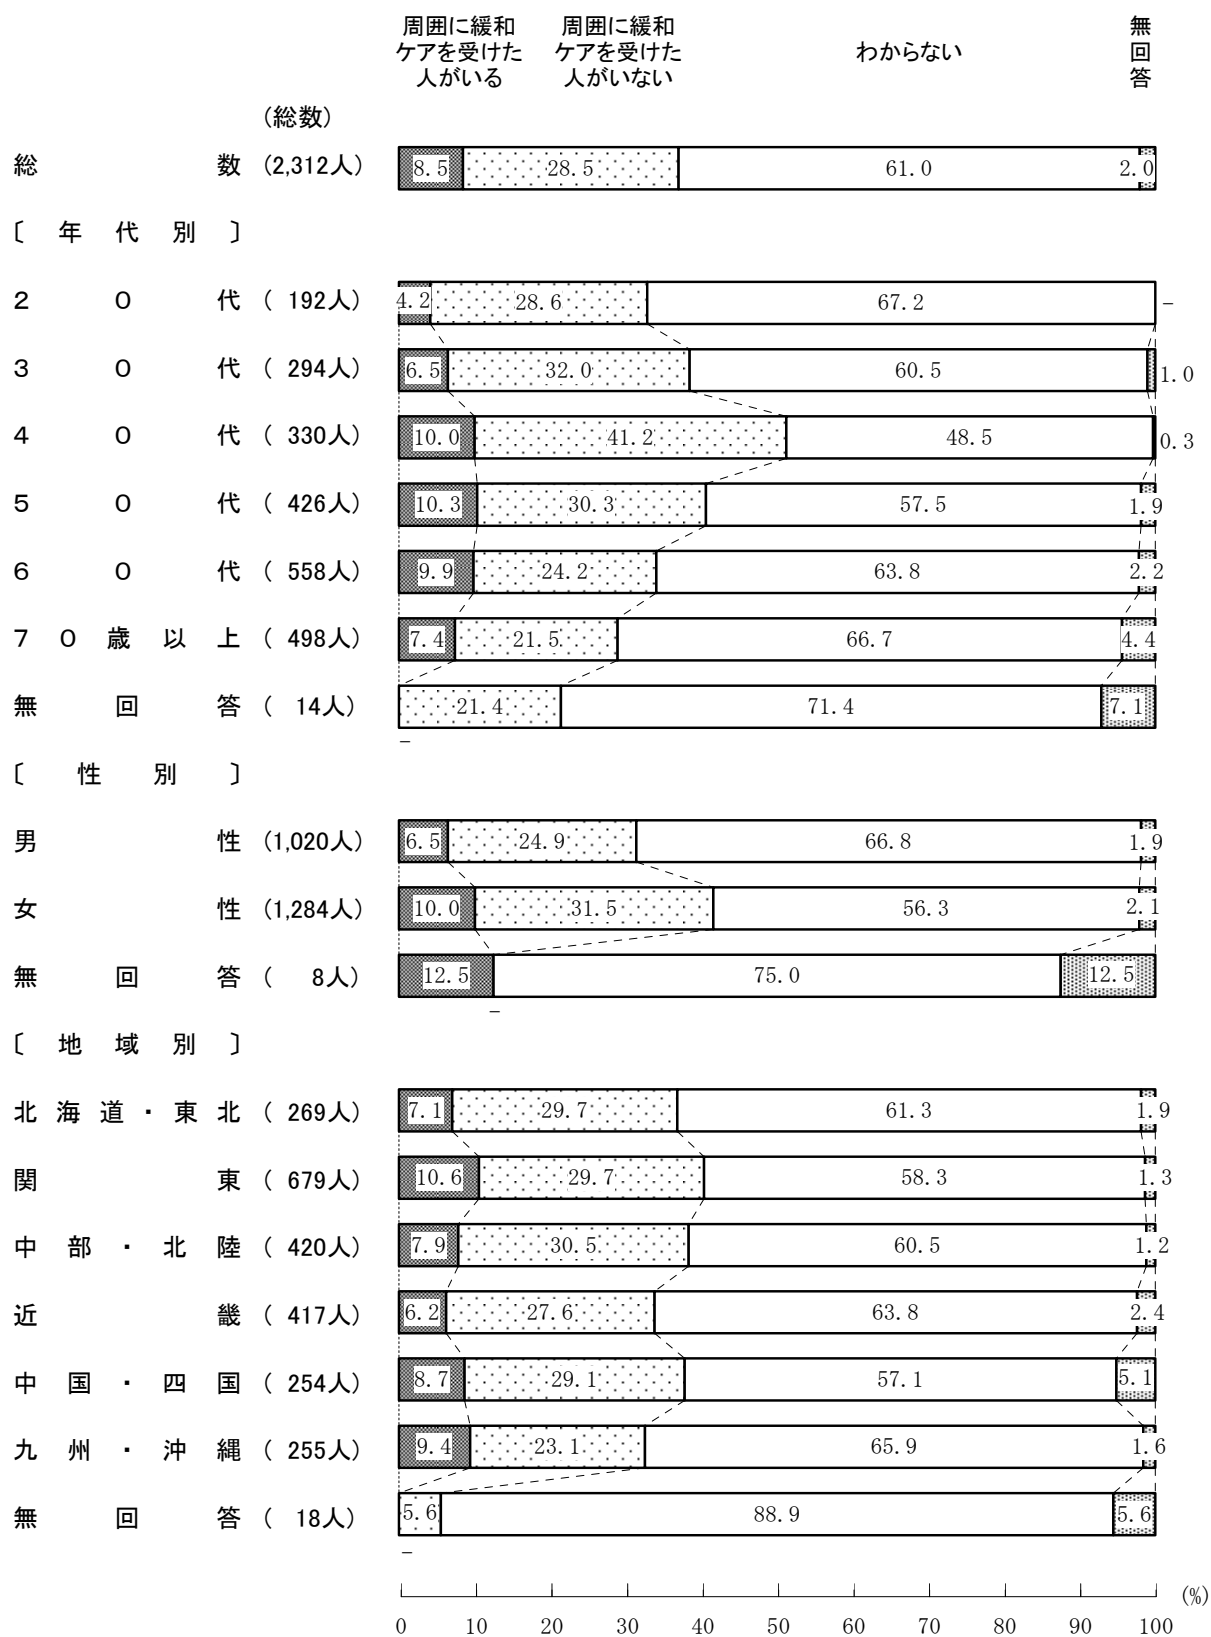 周囲に緩和
ケアを受けた
人がいる
周囲に緩和
ケアを受けた
人がいない
わからない
無
回
答
（総数）
総数 (2,312人) 8.5 28.5 61.0 2.0
〔年代別〕
２０代 ( 192人) 4.2 28.6 67.2 －
３０代 ( 294人) 6.5 32.0 60.5 1.0
４０代 ( 330人) 10.0 41.2 48.5 0.3
５０代 ( 426人) 10.3 30.3 57.5 1.9
６０代 ( 558人) 9.9 24.2 63.8 2.2
７０歳以上 ( 498人) 7.4 21.5 66.7 4.4
無回答 ( 14人) 21.4 71.4 7.1
－
〔性別〕
男性 (1,020人) 6.5 24.9 66.8 1.9
女性 (1,284人) 10.0 31.5 56.3 2.1
無回答 ( 8人) 12.5 75.0 12.5
－
〔地域別〕
北海道・東北 ( 269人) 7.1 29.7 61.3 1.9
関東 ( 679人) 10.6 29.7 58.3 1.3
中部・北陸 ( 420人) 7.9 30.5 60.5 1.2
近畿 ( 417人) 6.2 27.6 63.8 2.4
中国・四国 ( 254人) 8.7 29.1 57.1 5.1
九州・沖縄 ( 255人) 9.4 23.1 65.9 1.6
無回答 ( 18人) 5.6 88.9 5.6
－
(%)
0 10 20 30 40 50 60 70 80 90 100